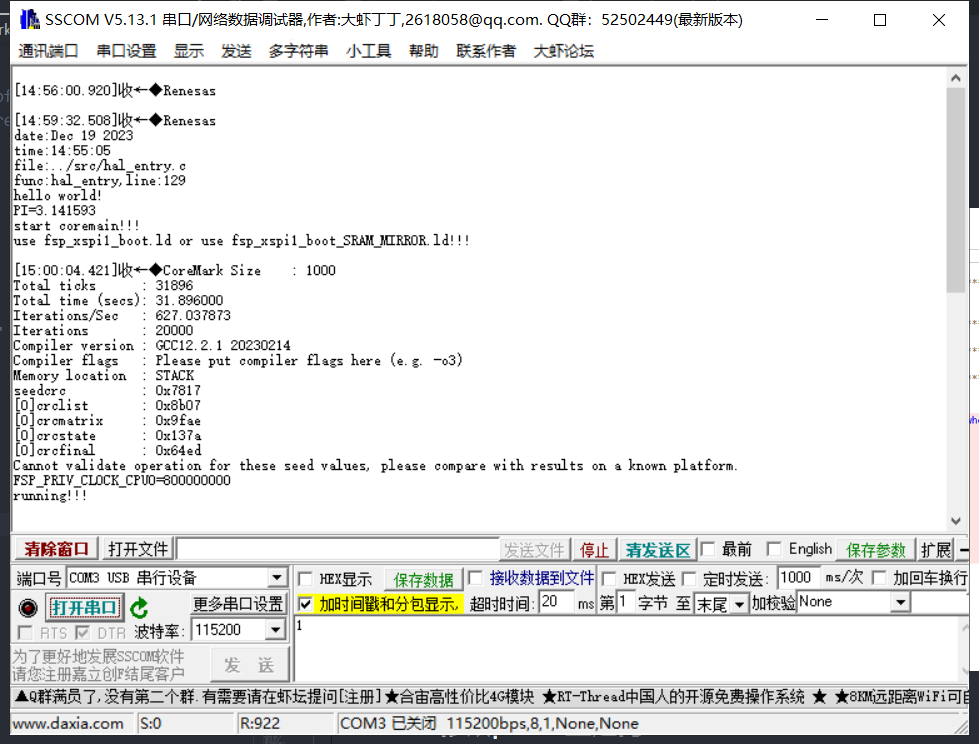 SSCOM V5.13.1 串口/网络数据调试器,作者:大虾丁丁,2618058@qq.com. QQ群：52502449(最新版本)
通讯端口 串口设置 显示 发送 多字符串 小工具 帮助 联系作者 大虾论坛
[14:56:00.920]收←◆Renesas
[14:59:32.508]收←◆Renesas
date:Dec 19 2023
time:14:55:05
file:../src/hal_entry.c
func:hal_entry,line:129
hello world!
PI=3.141593
start coremain!!!
use fsp_xspi1_boot.ld or use fsp_xspi1_boot_SRAM_MIRROR.ld!!!
[15:00:04.421]收←◆CoreMark Size    : 1000
Total ticks      : 31896
Total time (secs): 31.896000
Iterations/Sec   : 627.037873
Iterations       : 20000
Compiler version : GCC12.2.1 20230214
Compiler flags   : Please put compiler flags here (e.g. -o3)
Memory location  : STACK
seedcrc          : 0x7817
[0]crclist       : 0x8b07
[0]crcmatrix     : 0x9fae
[0]crcstate      : 0x137a
[0]crcfinal      : 0x64ed
Cannot validate operation for these seed values, please compare with results on a known platform.
FSP_PRIV_CLOCK_CPU0=800000000
running!!!
清除窗口 打开文件 发送文件 停止 清发送区 最前 English 保存参数 扩展 —
端口号 COM3 USB 串行设备 HEX显示 保存数据 接收数据到文件 HEX发送 定时发送: 1000 ms/次 加回车换行
打开串口 更多串口设置 加时间戳和分包显示, 超时时间: 20 ms 第 1 字节 至 末尾 加校验 None
RTS DTR 波特率: 115200
1
为了更好地发展SSCOM软件
请您注册嘉立创F结尾客户
发 送
▲Q群满员了,没有第二个群.有需要请在虾坛提问[注册] ★合宙高性价比4G模块 ★RT-Thread中国人的开源免费操作系统 ★ ★8KM远距离WiFi可自
www.daxia.com S:0 R:922 COM3 已关闭 115200bps,8,1,None,None